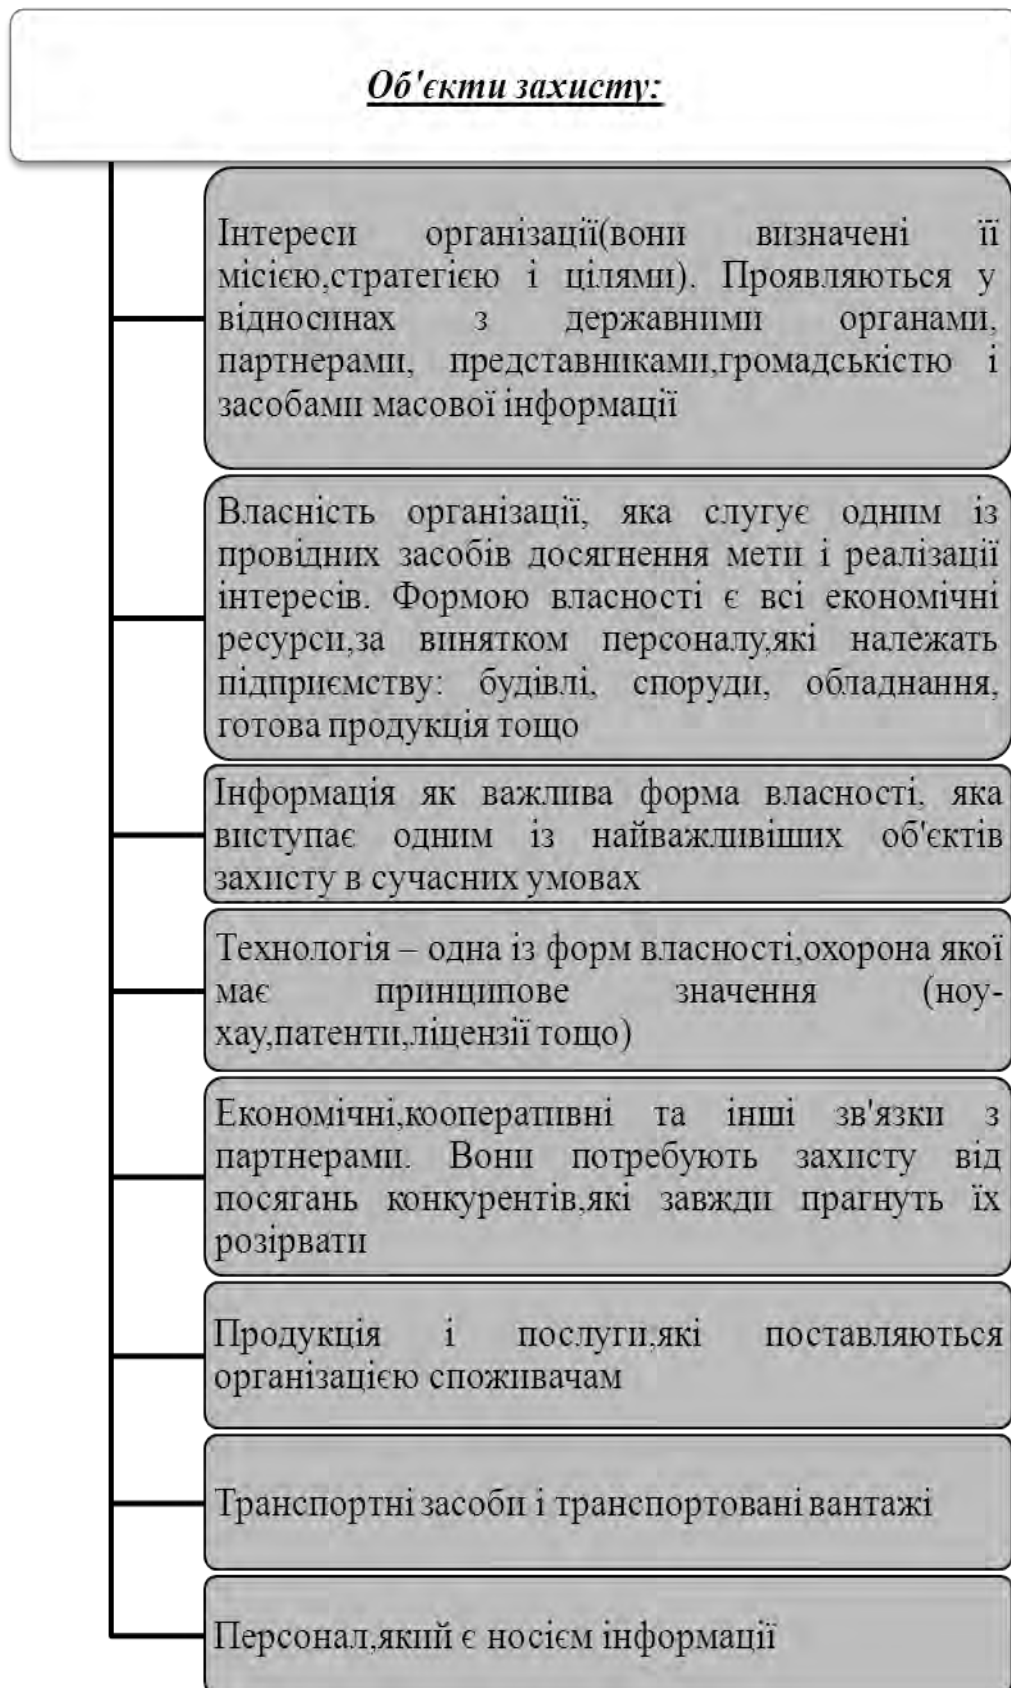 Об'єкти захисту:
Інтереси організації(вони визначені її
місією,стратегією і цілями). Проявляються у
відносинах з державними органами,
партнерами, представниками,громадськістю і
засобами масової інформації
Власність організації, яка слугує одним із
провідних засобів досягнення мети і реалізації
інтересів. Формою власності є всі економічні
ресурси,за винятком персоналу,які належать
підприємству: будівлі, споруди, обладнання,
готова продукція тощо
Інформація як важлива форма власності, яка
виступає одним із найважливіших об'єктів
захисту в сучасних умовах
Технологія – одна із форм власності,охорона якої
має принципове значення (ноу-
хау,патенти,ліцензії тощо)
Економічні,кооперативні та інші зв'язки з
партнерами. Вони потребують захисту від
посягань конкурентів,які завжди прагнуть їх
розірвати
Продукція і послуги,які поставляються
організацією споживачам
Транспортні засоби і транспортовані вантажі
Персонал,який є носієм інформації